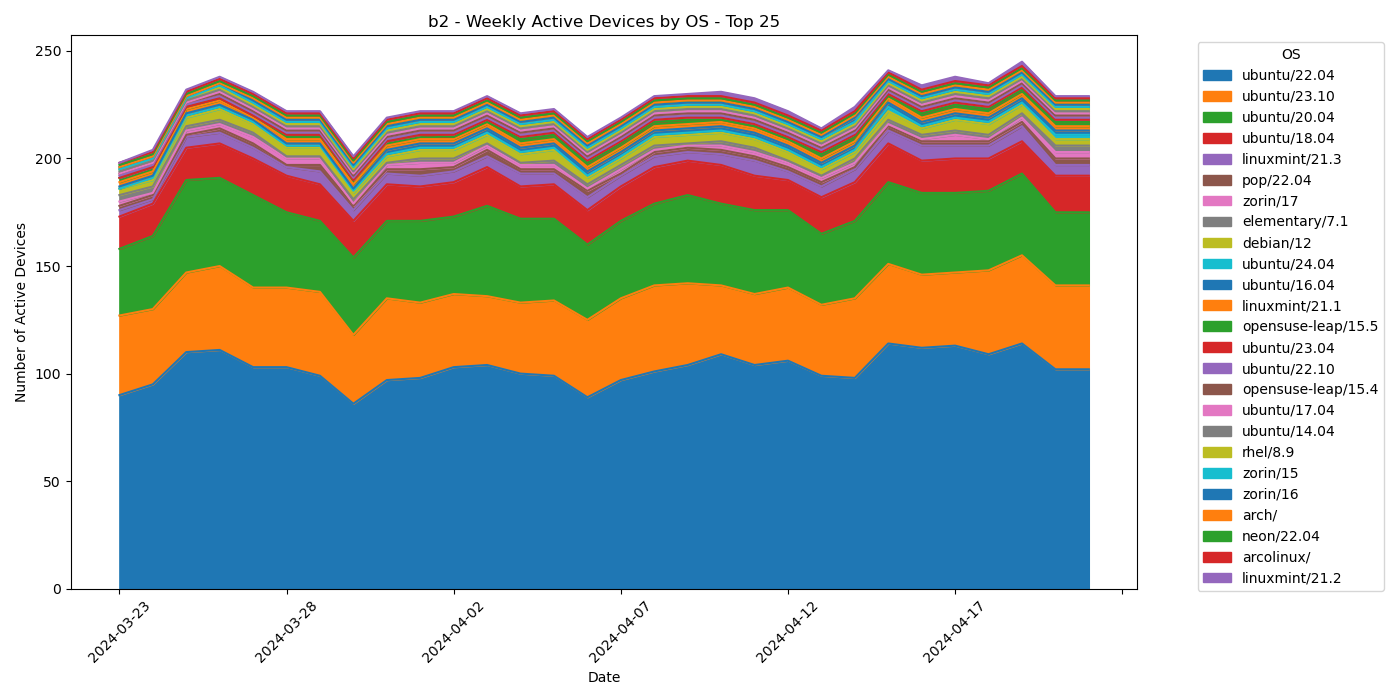 b2 - Weekly Active Devices by OS - Top 25
250
200
150
100
50
0
Number of Active Devices
2024-03-23
2024-03-28
2024-04-02
2024-04-07
2024-04-12
2024-04-17
Date
OS
ubuntu/22.04
ubuntu/23.10
ubuntu/20.04
ubuntu/18.04
linuxmint/21.3
pop/22.04
zorin/17
elementary/7.1
debian/12
ubuntu/24.04
ubuntu/16.04
linuxmint/21.1
opensuse-leap/15.5
ubuntu/23.04
ubuntu/22.10
opensuse-leap/15.4
ubuntu/17.04
ubuntu/14.04
rhel/8.9
zorin/15
zorin/16
arch/
neon/22.04
arcolinux/
linuxmint/21.2